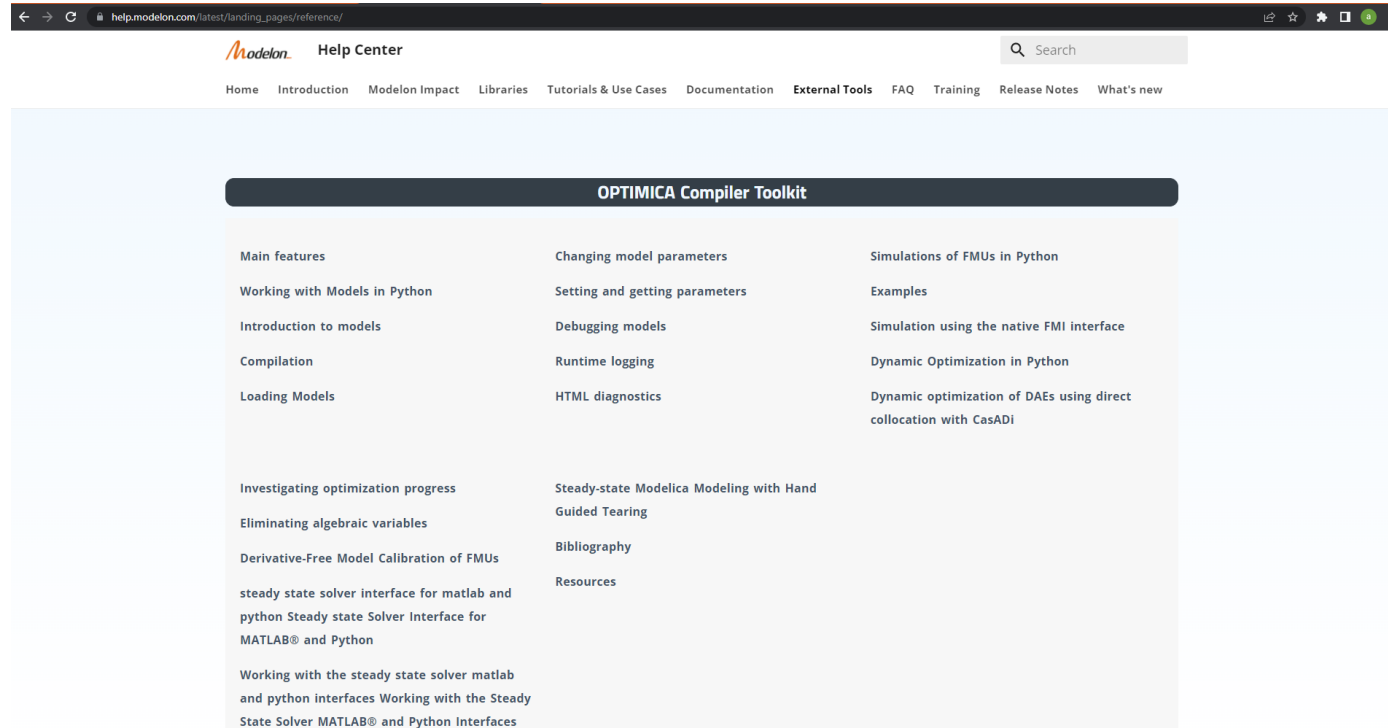 help.modelon.com/latest/landing_pages/reference/
a
Modelon
Help Center
Search
Home Introduction Modelon Impact Libraries Tutorials & Use Cases Documentation External Tools FAQ Training Release Notes What's new
OPTIMICA Compiler Toolkit
Main features
Working with Models in Python
Introduction to models
Compilation
Loading Models
Changing model parameters
Setting and getting parameters
Debugging models
Runtime logging
HTML diagnostics
Simulations of FMUs in Python
Examples
Simulation using the native FMI interface
Dynamic Optimization in Python
Dynamic optimization of DAEs using direct
collocation with CasADi
Investigating optimization progress
Eliminating algebraic variables
Derivative-Free Model Calibration of FMUs
steady state solver interface for matlab and
python Steady state Solver Interface for
MATLAB® and Python
Working with the steady state solver matlab
and python interfaces Working with the Steady
State Solver MATLAB® and Python Interfaces
Steady-state Modelica Modeling with Hand
Guided Tearing
Bibliography
Resources